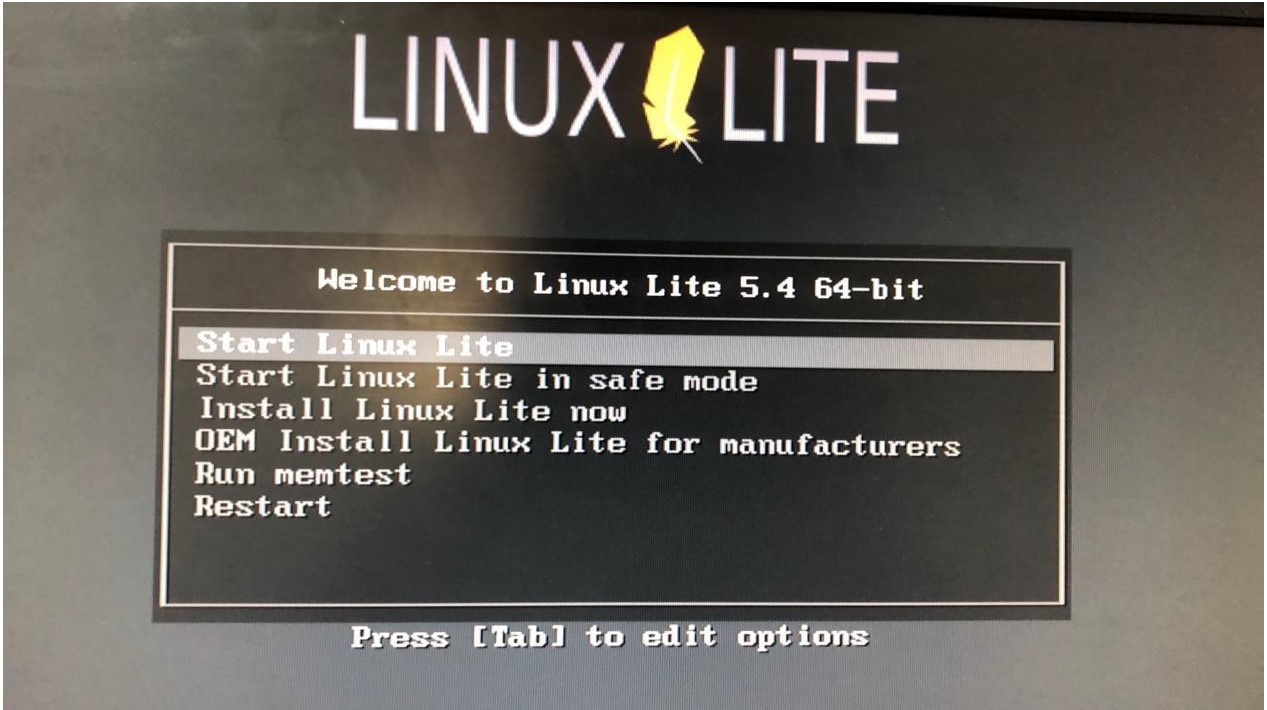 LINUX LITE
Welcome to Linux Lite 5.4 64-bit
Start Linux Lite
Start Linux Lite in safe mode
Install Linux Lite now
OEM Install Linux Lite for manufacturers
Run memtest
Restart
Press [Tab] to edit options